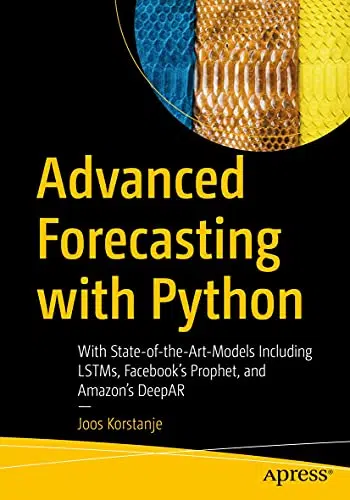 Advanced
Forecasting
with Python
With State-of-the-Art-Models Including
LSTMs, Facebook’s Prophet, and
Amazon’s DeepAR
—
Joos Korstanje
Apress®